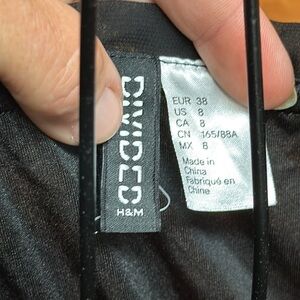 DIVIDED
H&M
EUR 38
US 8
CA 8
CN 165/88A
MX 8
Made in
China
Fabriqué en
Chine